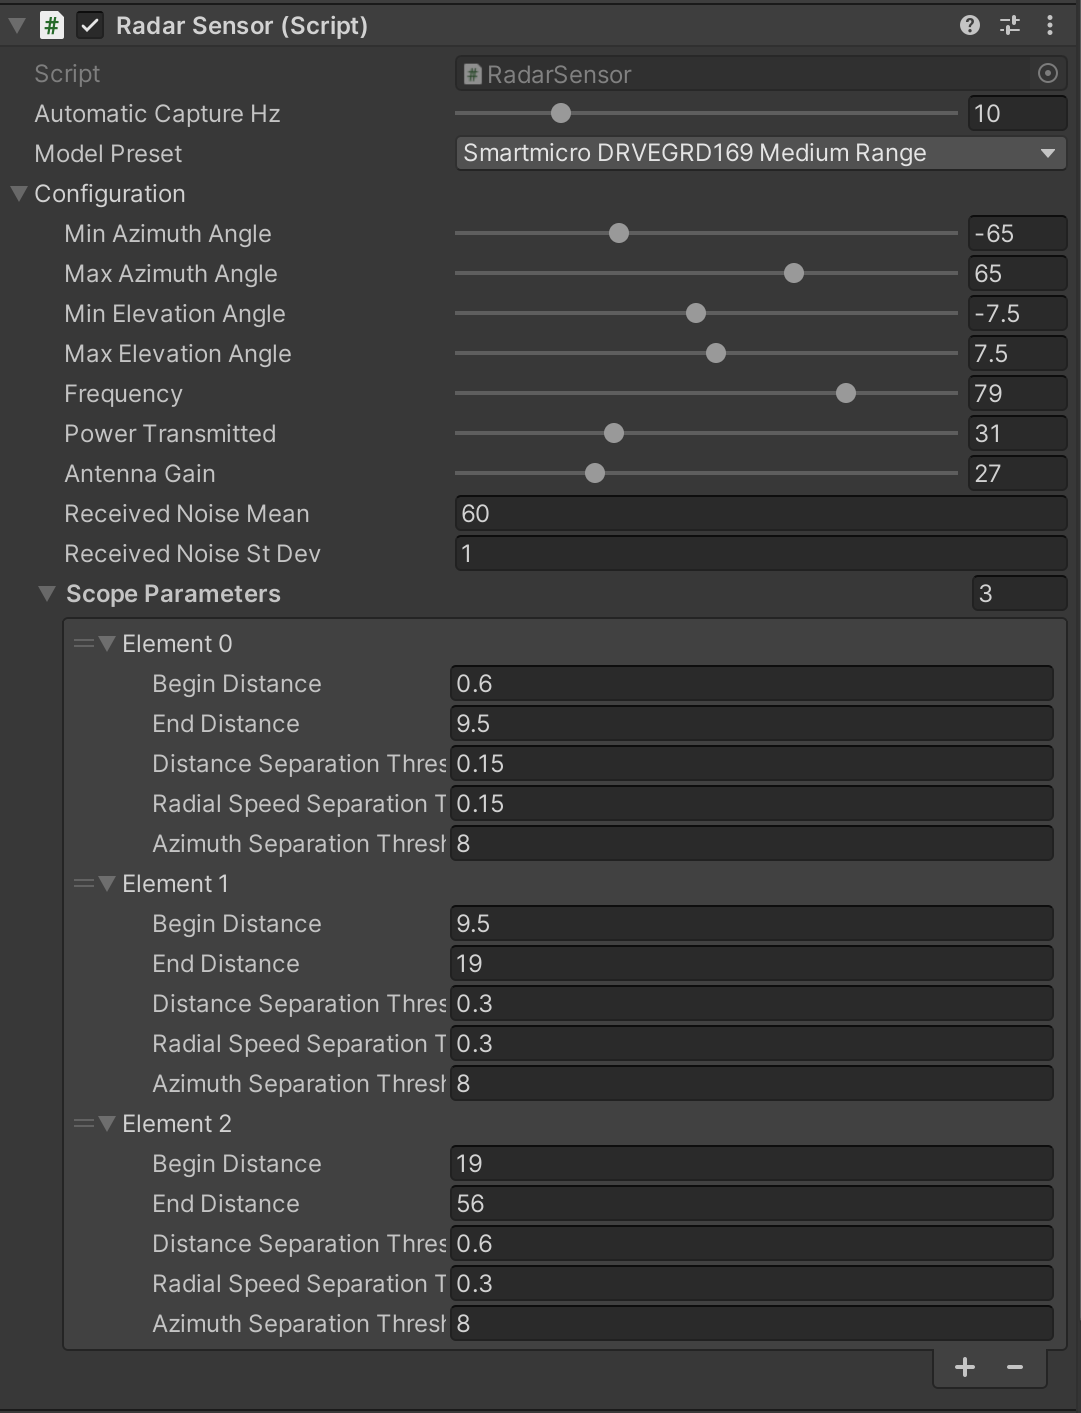 Radar Sensor (Script)
Script RadarSensor
Automatic Capture Hz 10
Model Preset Smartmicro DRVEGRD169 Medium Range
Configuration
Min Azimuth Angle -65
Max Azimuth Angle 65
Min Elevation Angle -7.5
Max Elevation Angle 7.5
Frequency 79
Power Transmitted 31
Antenna Gain 27
Received Noise Mean 60
Received Noise St Dev 1
Scope Parameters 3
Element 0
Begin Distance 0.6
End Distance 9.5
Distance Separation Thres 0.15
Radial Speed Separation T 0.15
Azimuth Separation Thresh 8
Element 1
Begin Distance 9.5
End Distance 19
Distance Separation Thres 0.3
Radial Speed Separation T 0.3
Azimuth Separation Thresh 8
Element 2
Begin Distance 19
End Distance 56
Distance Separation Thres 0.6
Radial Speed Separation T 0.3
Azimuth Separation Thresh 8